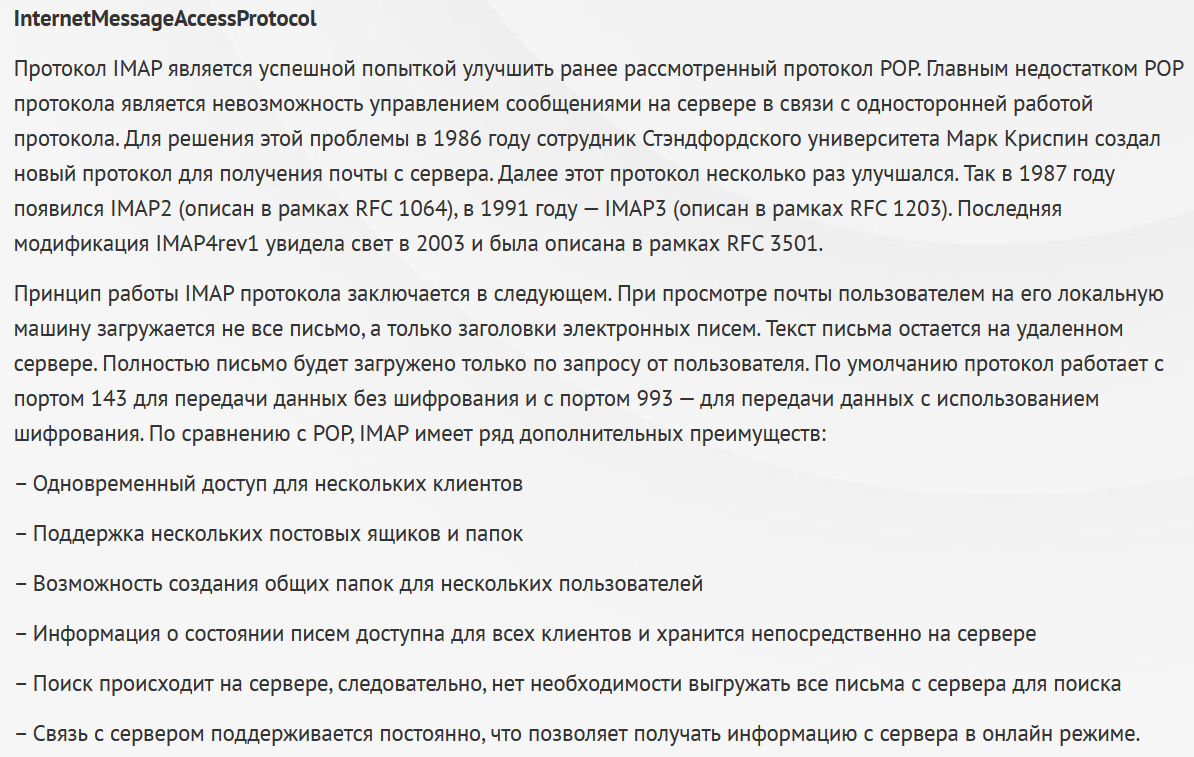 InternetMessageAccessProtocol
Протокол IMAP является успешной попыткой улучшить ранее рассмотренный протокол POP. Главным недостатком POP
протокола является невозможность управлением сообщениями на сервере в связи с односторонней работой
протокола. Для решения этой проблемы в 1986 году сотрудник Стэндфордского университета Марк Криспин создал
новый протокол для получения почты с сервера. Далее этот протокол несколько раз улучшался. Так в 1987 году
появился IMAP2 (описан в рамках RFC 1064), в 1991 году — IMAP3 (описан в рамках RFC 1203). Последняя
модификация IMAP4rev1 увидела свет в 2003 и была описана в рамках RFC 3501.
Принцип работы IMAP протокола заключается в следующем. При просмотре почты пользователем на его локальную
машину загружается не все письмо, а только заголовки электронных писем. Текст письма остается на удаленном
сервере. Полностью письмо будет загружено только по запросу от пользователя. По умолчанию протокол работает с
портом 143 для передачи данных без шифрования и с портом 993 — для передачи данных с использованием
шифрования. По сравнению с POP, IMAP имеет ряд дополнительных преимуществ:
– Одновременный доступ для нескольких клиентов
– Поддержка нескольких постовых ящиков и папок
– Возможность создания общих папок для нескольких пользователей
– Информация о состоянии писем доступна для всех клиентов и хранится непосредственно на сервере
– Поиск происходит на сервере, следовательно, нет необходимости выгружать все письма с сервера для поиска
– Связь с сервером поддерживается постоянно, что позволяет получать информацию с сервера в онлайн режиме.